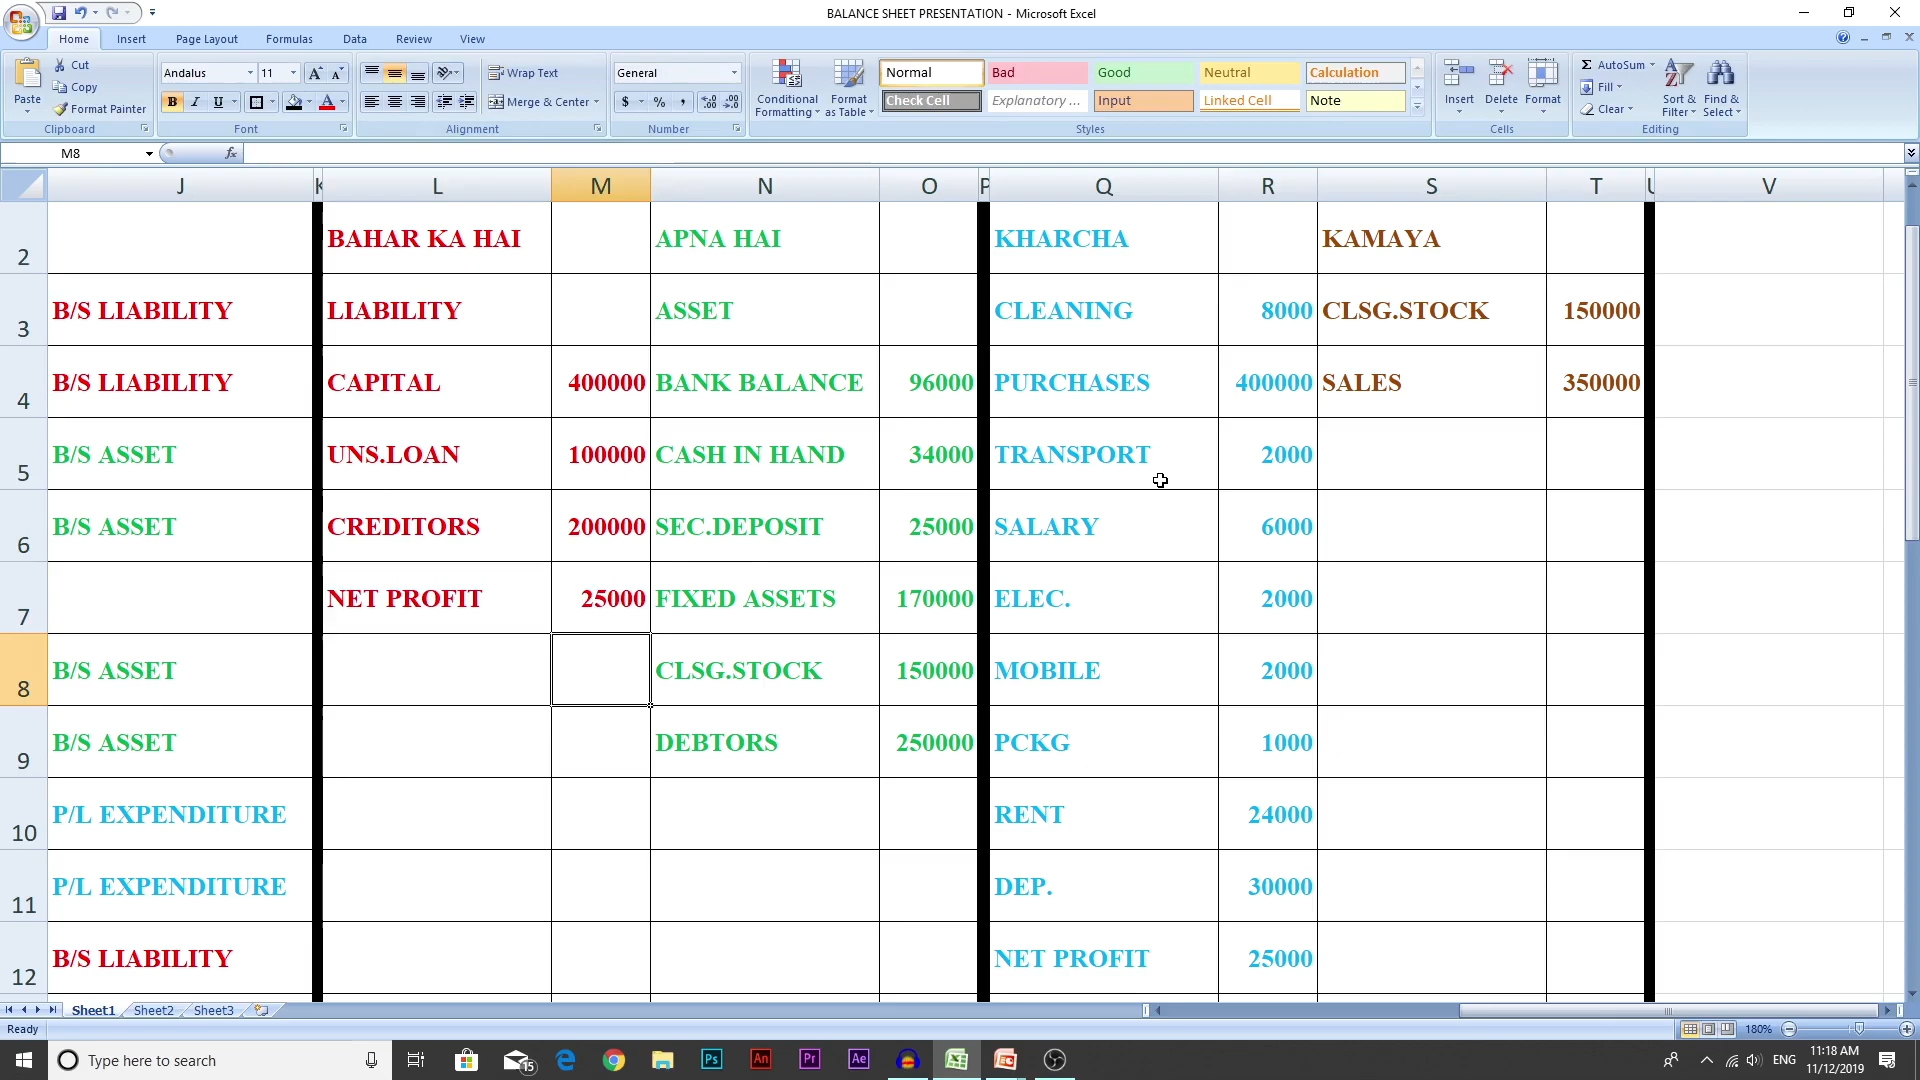 BALANCE SHEET PRESENTATION - Microsoft Excel
Home Insert Page Layout Formulas Data Review View
Paste Cut Copy Format Painter Clipboard
Andalus 11 B I U A Font
Wrap Text Merge & Center Alignment
General $ % , Number
Conditional Formatting Format as Table
Normal Bad Good Neutral Calculation
Check Cell Explanatory ... Input Linked Cell Note
Styles
Insert Delete Format Cells
Σ AutoSum Fill Clear Sort & Filter Find & Select Editing
M8 fx
J K L M N O P Q R S T U V
2 BAHAR KA HAI APNA HAI KHARCHA KAMAYA
3 B/S LIABILITY LIABILITY ASSET CLEANING 8000 CLSG.STOCK 150000
4 B/S LIABILITY CAPITAL 400000 BANK BALANCE 96000 PURCHASES 400000 SALES 350000
5 B/S ASSET UNS.LOAN 100000 CASH IN HAND 34000 TRANSPORT 2000
6 B/S ASSET CREDITORS 200000 SEC.DEPOSIT 25000 SALARY 6000
7 NET PROFIT 25000 FIXED ASSETS 170000 ELEC. 2000
8 B/S ASSET CLSG.STOCK 150000 MOBILE 2000
9 B/S ASSET DEBTORS 250000 PCKG 1000
10 P/L EXPENDITURE RENT 24000
11 P/L EXPENDITURE DEP. 30000
12 B/S LIABILITY NET PROFIT 25000
Sheet1 Sheet2 Sheet3
Ready 180%
Type here to search 15 Ps An Pr Ae ENG 11:18 AM
11/12/2019